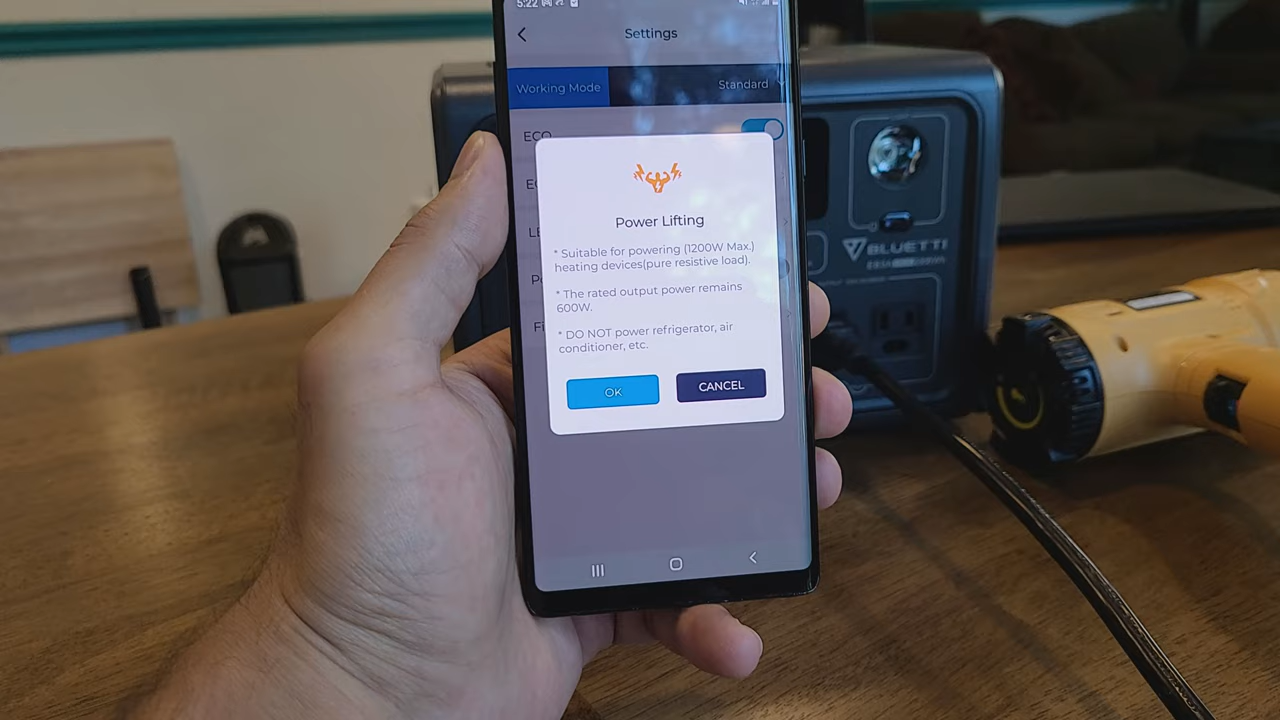 5:22
Settings
Working Mode
Standard
ECO
Power Lifting
* Suitable for powering (1200W Max.)
heating devices(pure resistive load).
* The rated output power remains
600W.
* DO NOT power refrigerator, air
conditioner, etc.
OK
CANCEL
BLUETTI